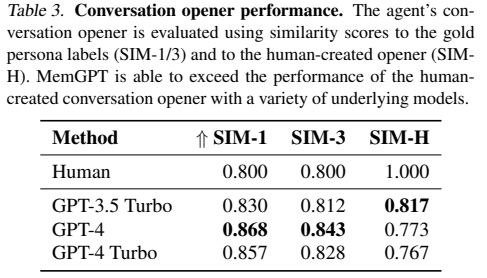 Table 3. Conversation opener performance. The agent's con-
versation opener is evaluated using similarity scores to the gold
persona labels (SIM-1/3) and to the human-created opener (SIM-
H). MemGPT is able to exceed the performance of the human-
created conversation opener with a variety of underlying models.
Method ⇑ SIM-1 SIM-3 SIM-H
Human 0.800 0.800 1.000
GPT-3.5 Turbo 0.830 0.812 0.817
GPT-4 0.868 0.843 0.773
GPT-4 Turbo 0.857 0.828 0.767